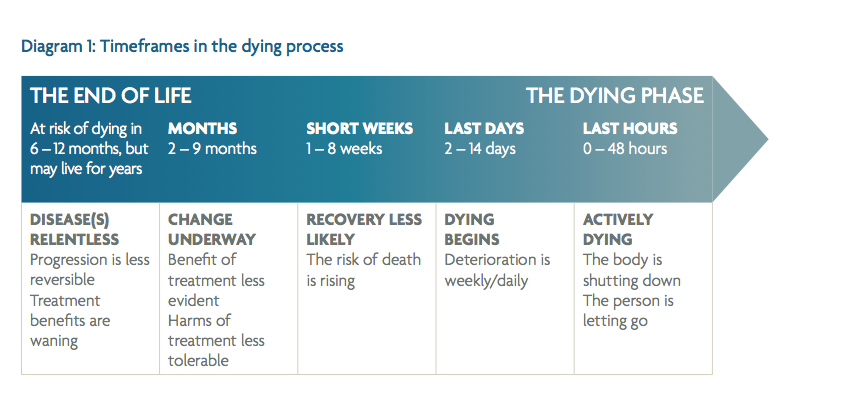 Diagram 1: Timeframes in the dying process
THE END OF LIFE
THE DYING PHASE
At risk of dying in
6 – 12 months, but
may live for years
MONTHS
2 – 9 months
SHORT WEEKS
1 – 8 weeks
LAST DAYS
2 – 14 days
LAST HOURS
0 – 48 hours
DISEASE(S)
RELENTLESS
Progression is less
reversible
Treatment
benefits are
waning
CHANGE
UNDERWAY
Benefit of
treatment less
evident
Harms of
treatment less
tolerable
RECOVERY LESS
LIKELY
The risk of death
is rising
DYING
BEGINS
Deterioration is
weekly/daily
ACTIVELY
DYING
The body is
shutting down
The person is
letting go